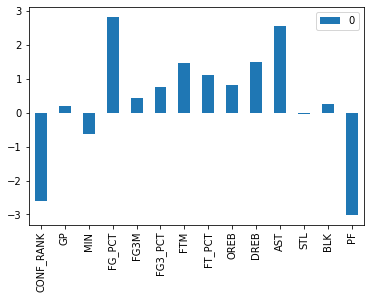 0
3
2
1
0
-1
-2
-3
CONF_RANK
GP
MIN
FG_PCT
FG3M
FG3_PCT
FTM
FT_PCT
OREB
DREB
AST
STL
BLK
PF